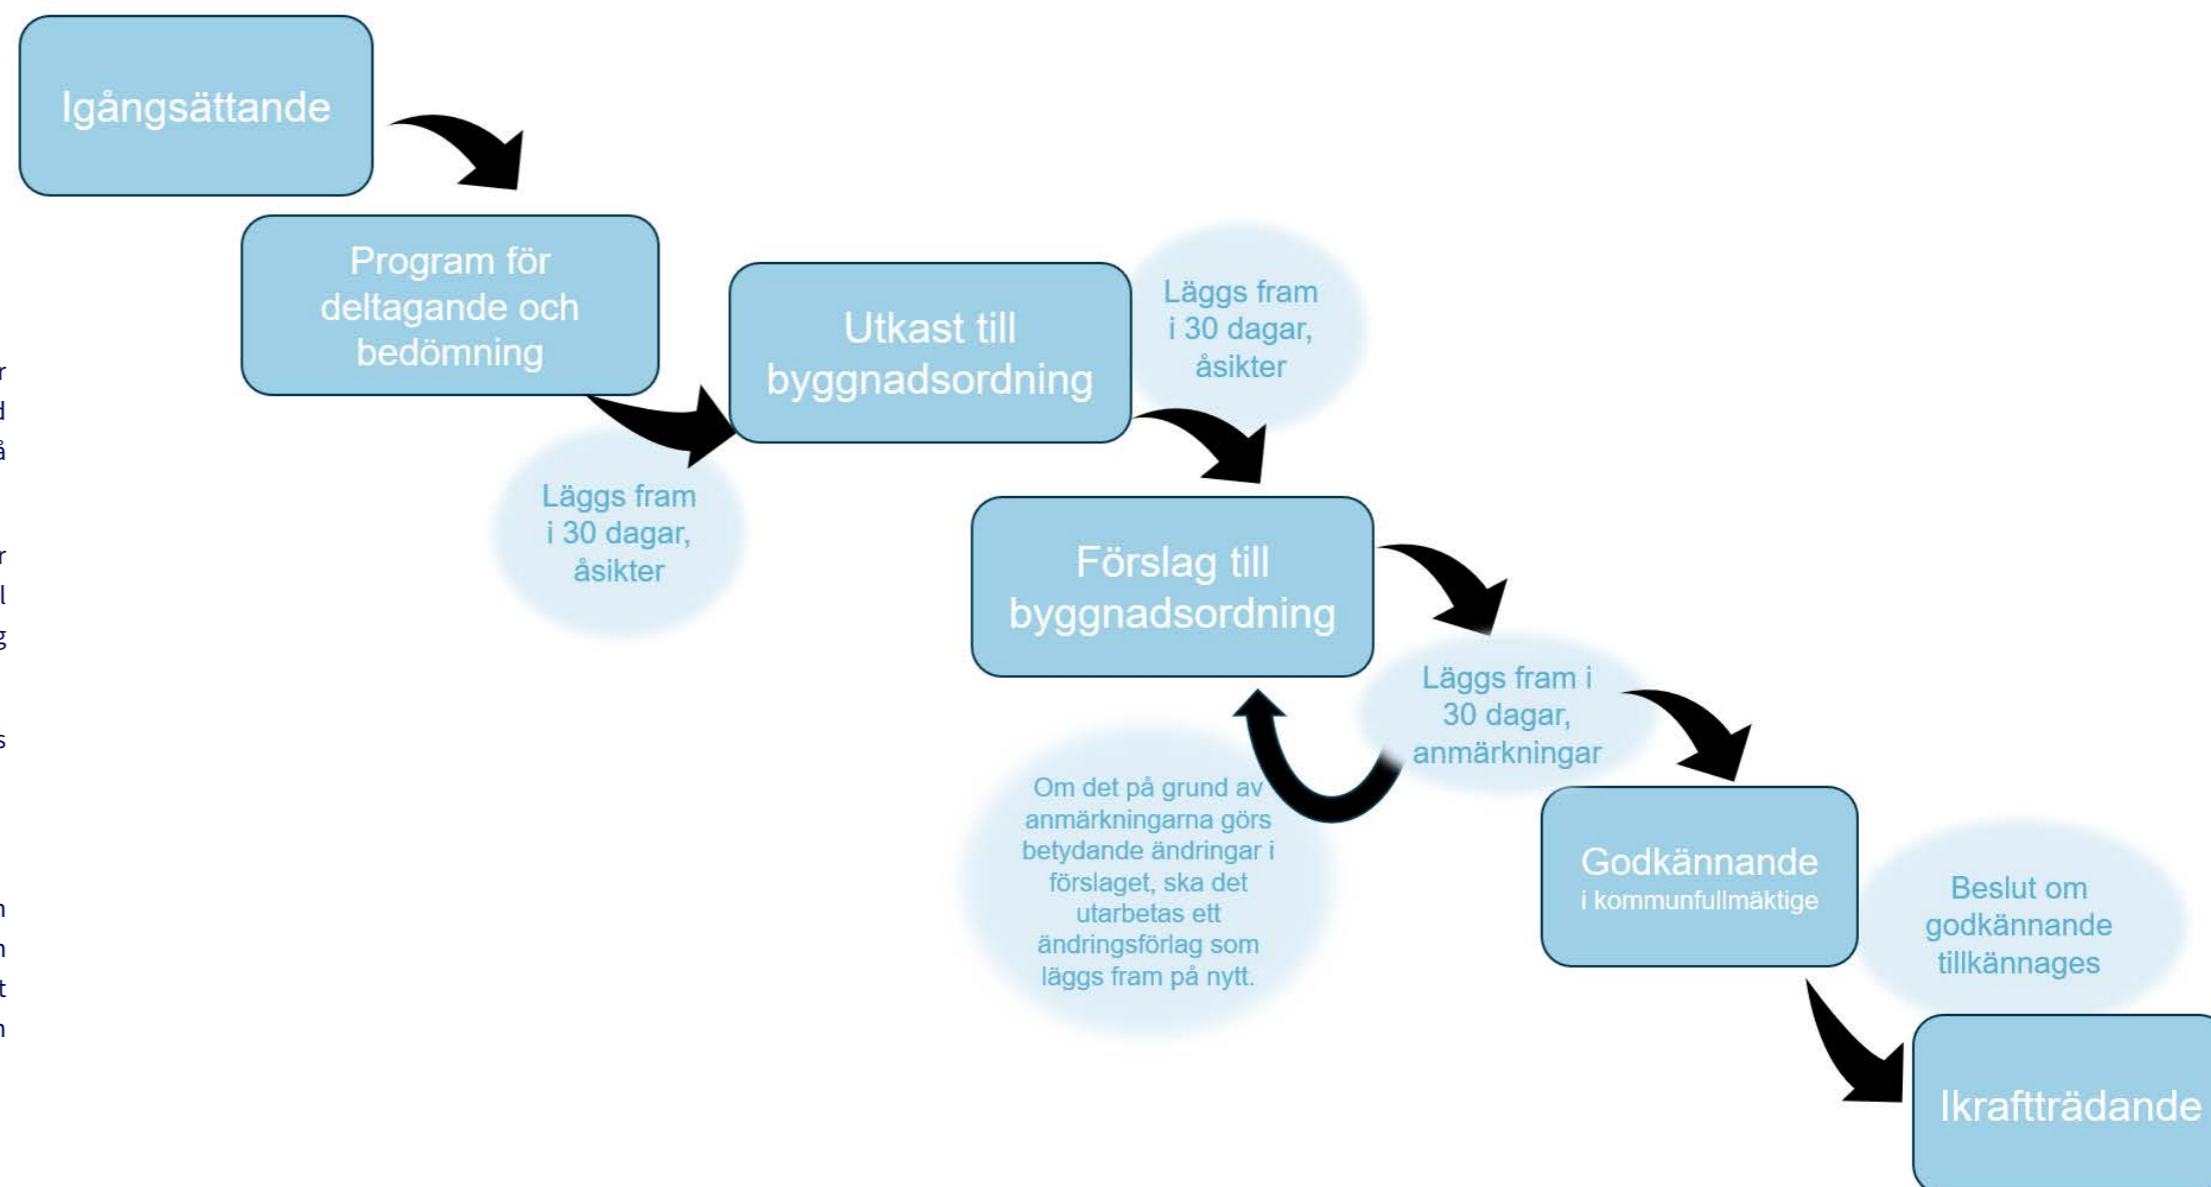 Igångsättande
Program för
deltagande och
bedömning
Läggs fram
i 30 dagar,
åsikter
Utkast till
byggnadsordning
Läggs fram
i 30 dagar,
åsikter
Förslag till
byggnadsordning
Läggs fram i
30 dagar,
anmärkningar
Om det på grund av
anmärkningarna görs
betydande ändringar i
förslaget, ska det
utarbetas ett
ändringsförlag som
läggs fram på nytt.
Godkännande
i kommunfullmäktige
Beslut om
godkännande
tillkännages
Ikraftträdande